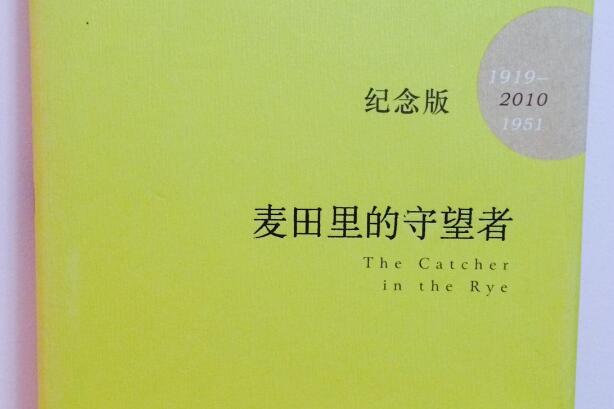 1919–
2010
1951
纪念版
麦田里的守望者
The Catcher
in the Rye